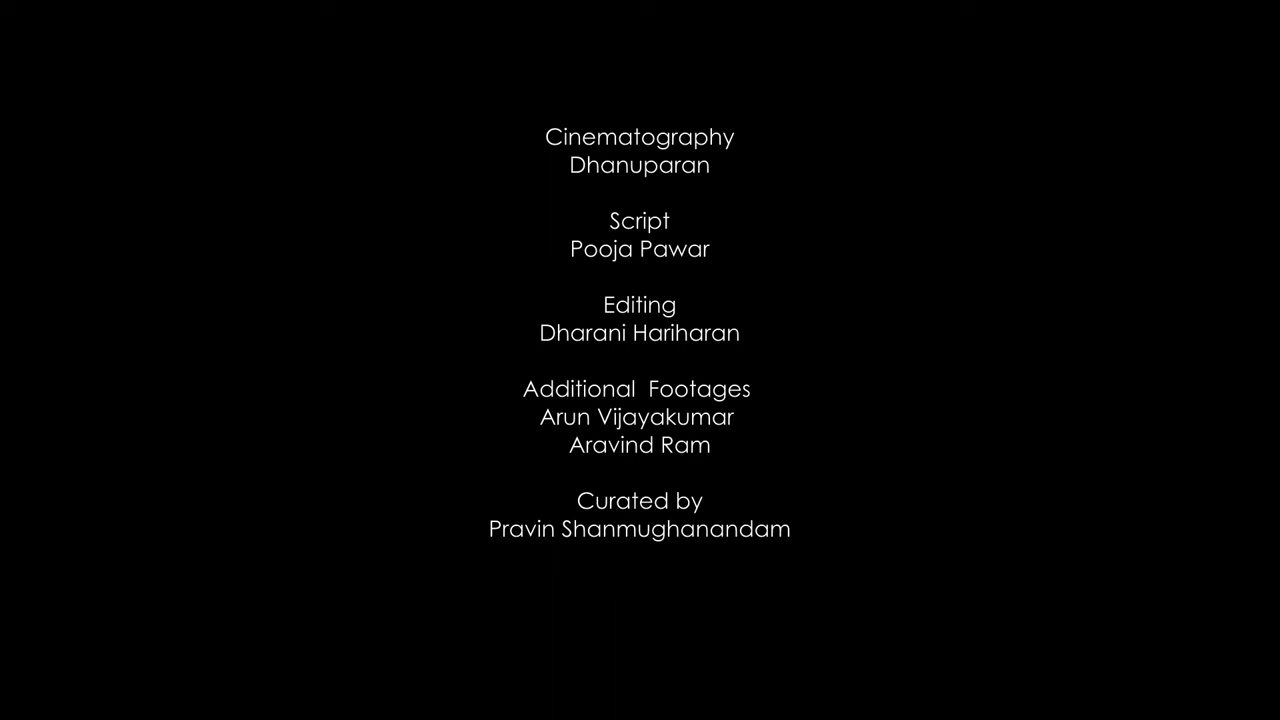 Cinematography
Dhanuparan
Script
Pooja Pawar
Editing
Dharani Hariharan
Additional  Footages
Arun Vijayakumar
Aravind Ram
Curated by
Pravin Shanmughanandam